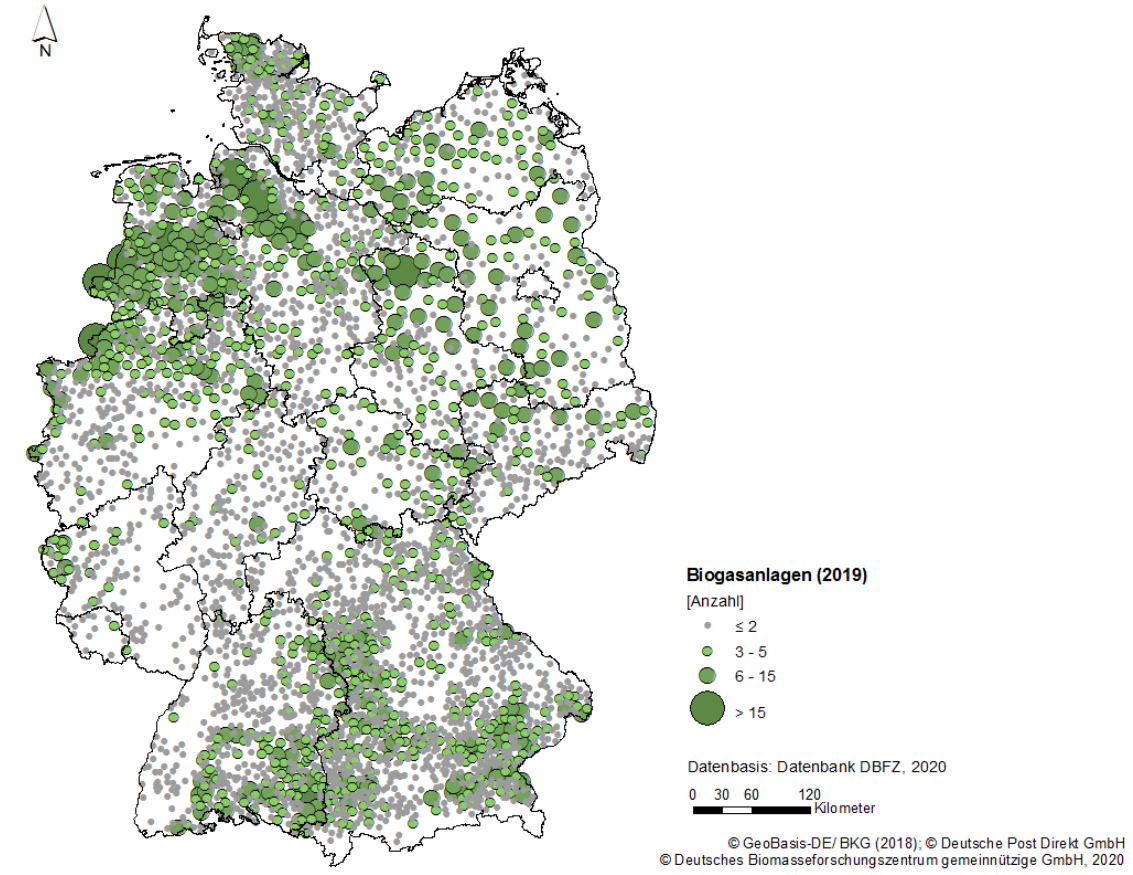 N
Biogasanlagen (2019)
[Anzahl]
≤ 2
3 - 5
6 - 15
> 15
Datenbasis: Datenbank DBFZ, 2020
0 30 60 120
Kilometer
© GeoBasis-DE/ BKG (2018); © Deutsche Post Direkt GmbH
© Deutsches Biomasseforschungszentrum gemeinnützige GmbH, 2020